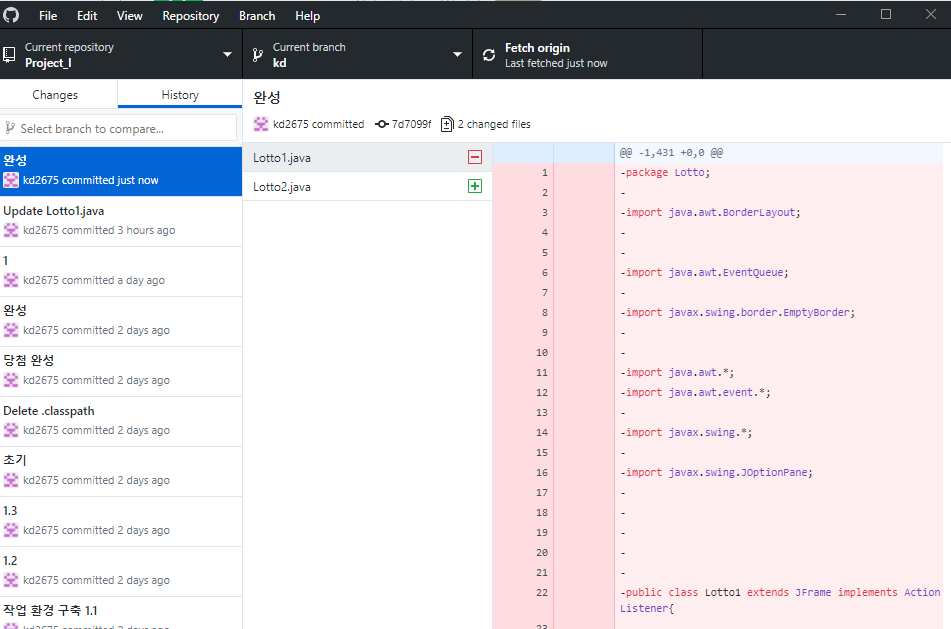 File Edit View Repository Branch Help
Current repository
Project_I
Current branch
kd
Fetch origin
Last fetched just now
Changes
History
Select branch to compare...
완성
kd2675 committed just now
Update Lotto1.java
kd2675 committed 3 hours ago
1
kd2675 committed a day ago
완성
kd2675 committed 2 days ago
당첨 완성
kd2675 committed 2 days ago
Delete .classpath
kd2675 committed 2 days ago
초기
kd2675 committed 2 days ago
1.3
kd2675 committed 2 days ago
1.2
kd2675 committed 2 days ago
작업 환경 구축 1.1
kd2675 committed 2 days ago
완성
kd2675 committed 7d7099f 2 changed files
Lotto1.java
Lotto2.java
@@ -1,431 +0,0 @@
1 -package Lotto;
2 -
3 -import java.awt.BorderLayout;
4 -
5 -
6 -import java.awt.EventQueue;
7 -
8 -import javax.swing.border.EmptyBorder;
9 -
10 -
11 -import java.awt.*;
12 -import java.awt.event.*;
13 -
14 -import javax.swing.*;
15 -
16 -import javax.swing.JOptionPane;
17 -
18 -
19 -
20 -
21 -
22 -public class Lotto1 extends JFrame implements Action
Listener{
23